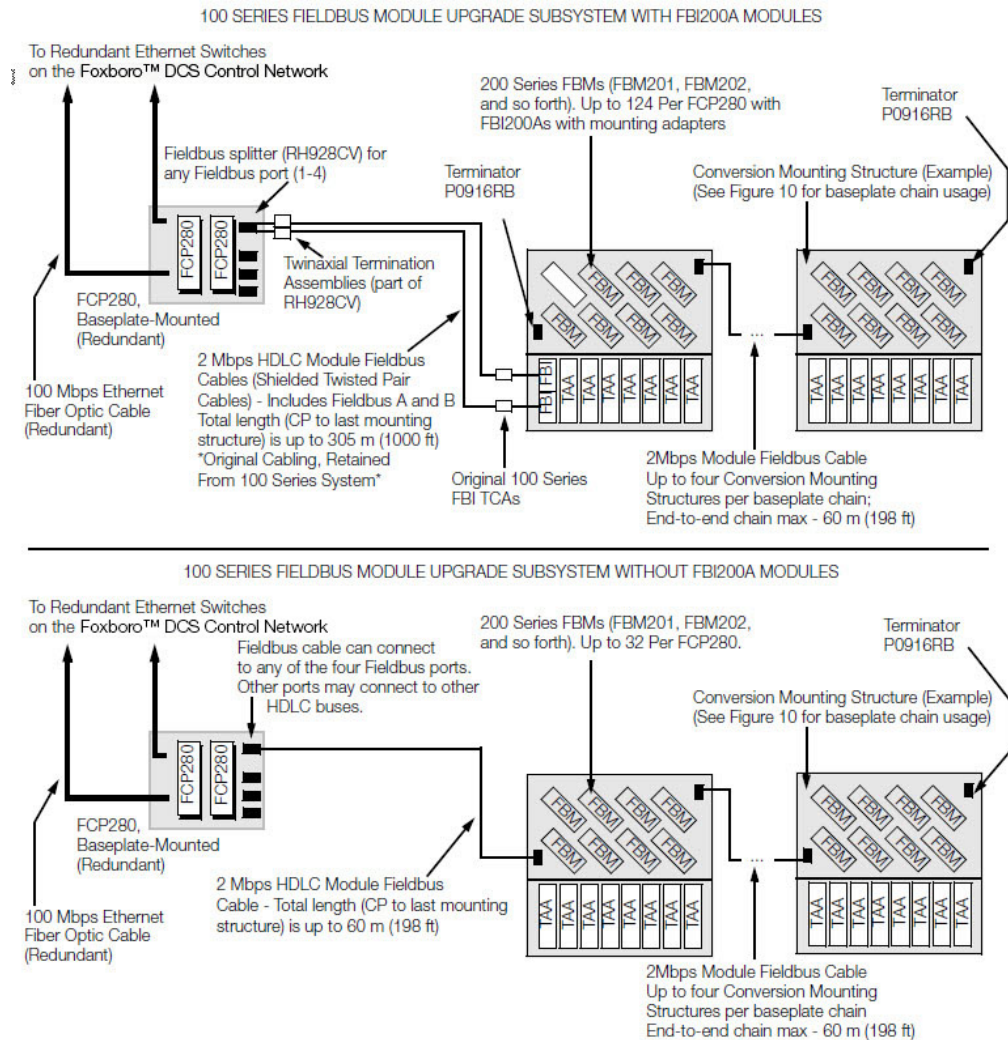 100 SERIES FIELDBUS MODULE UPGRADE SUBSYSTEM WITH FBI200A MODULES
To Redundant Ethernet Switches
on the Foxboro™ DCS Control Network
200 Series FBMs (FBM201, FBM202,
and so forth). Up to 124 Per FCP280 with
FBI200As with mounting adapters
Terminator
P0916RB
Fieldbus splitter (RH928CV) for
any Fieldbus port (1-4)
Terminator
P0916RB
Conversion Mounting Structure (Example)
(See Figure 10 for baseplate chain usage)
FCP280
FCP280
Twinaxial Termination
Assemblies (part of
RH928CV)
FCP280,
Baseplate-Mounted
(Redundant)
FBM FBM FBM
FBM FBM FBM FBM
FBM FBM FBM FBM
FBM FBM FBM FBM
...
2 Mbps HDLC Module Fieldbus
Cables (Shielded Twisted Pair
Cables) - Includes Fieldbus A and B
Total length (CP to last mounting
structure) is up to 305 m (1000 ft)
*Original Cabling, Retained
From 100 Series System*
100 Mbps Ethernet
Fiber Optic Cable
(Redundant)
FBI
FBI
TAA TAA TAA TAA TAA TAA TAA
TAA TAA TAA TAA TAA TAA TAA TAA
Original 100 Series
FBI TCAs
2Mbps Module Fieldbus Cable
Up to four Conversion Mounting
Structures per baseplate chain;
End-to-end chain max - 60 m (198 ft)
100 SERIES FIELDBUS MODULE UPGRADE SUBSYSTEM WITHOUT FBI200A MODULES
To Redundant Ethernet Switches
on the Foxboro™ DCS Control Network
Fieldbus cable can connect
to any of the four Fieldbus ports.
Other ports may connect to other
HDLC buses.
200 Series FBMs (FBM201, FBM202,
and so forth). Up to 32 Per FCP280.
Terminator
P0916RB
Conversion Mounting Structure (Example)
(See Figure 10 for baseplate chain usage)
FCP280
FCP280
FCP280,
Baseplate-Mounted
(Redundant)
FBM FBM FBM FBM
FBM FBM FBM FBM
FBM FBM FBM FBM
FBM FBM FBM FBM
...
2 Mbps HDLC Module Fieldbus
Cable - Total length (CP to last mounting
structure) is up to 60 m (198 ft)
100 Mbps Ethernet
Fiber Optic Cable
(Redundant)
TAA TAA TAA TAA TAA TAA TAA TAA
TAA TAA TAA TAA TAA TAA TAA TAA
2Mbps Module Fieldbus Cable
Up to four Conversion Mounting
Structures per baseplate chain
End-to-end chain max - 60 m (198 ft)